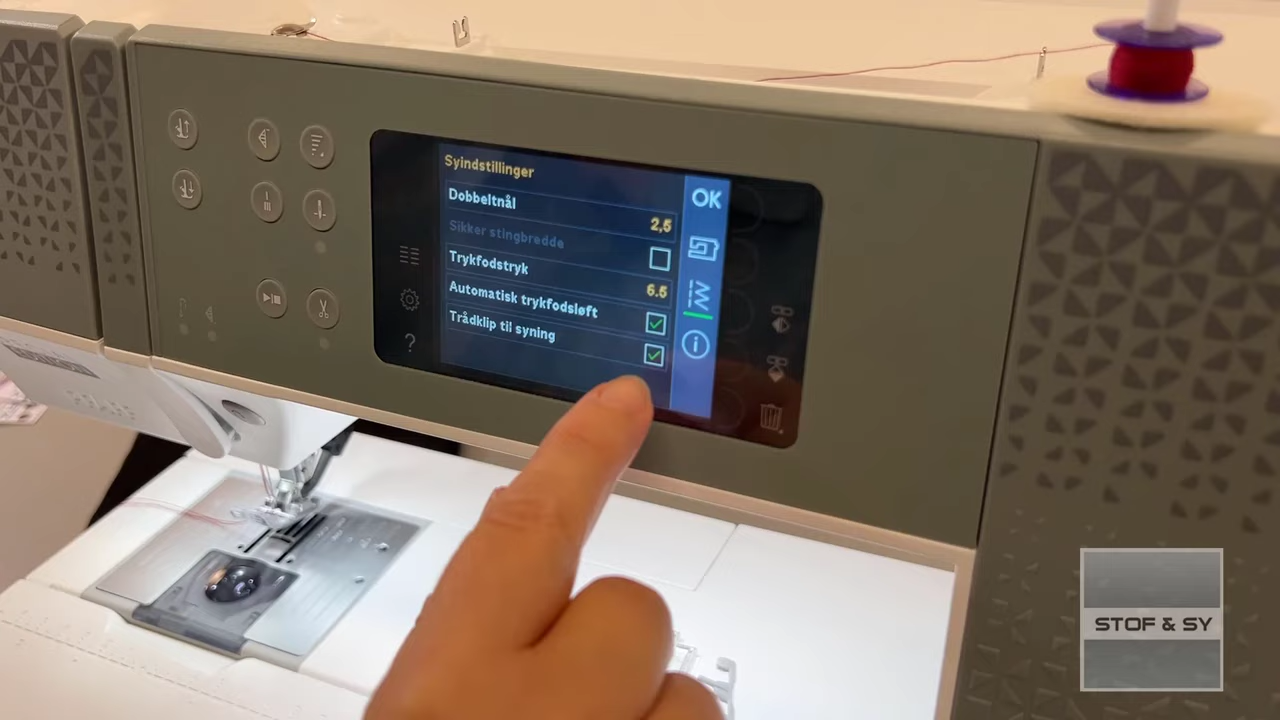 Syindstillinger
OK
Dobbeltnål
2,5
Sikker stingbredde
Trykfodstryk
6.5
Automatisk trykfodsløft
Trådklip til syning
?
STOF & SY